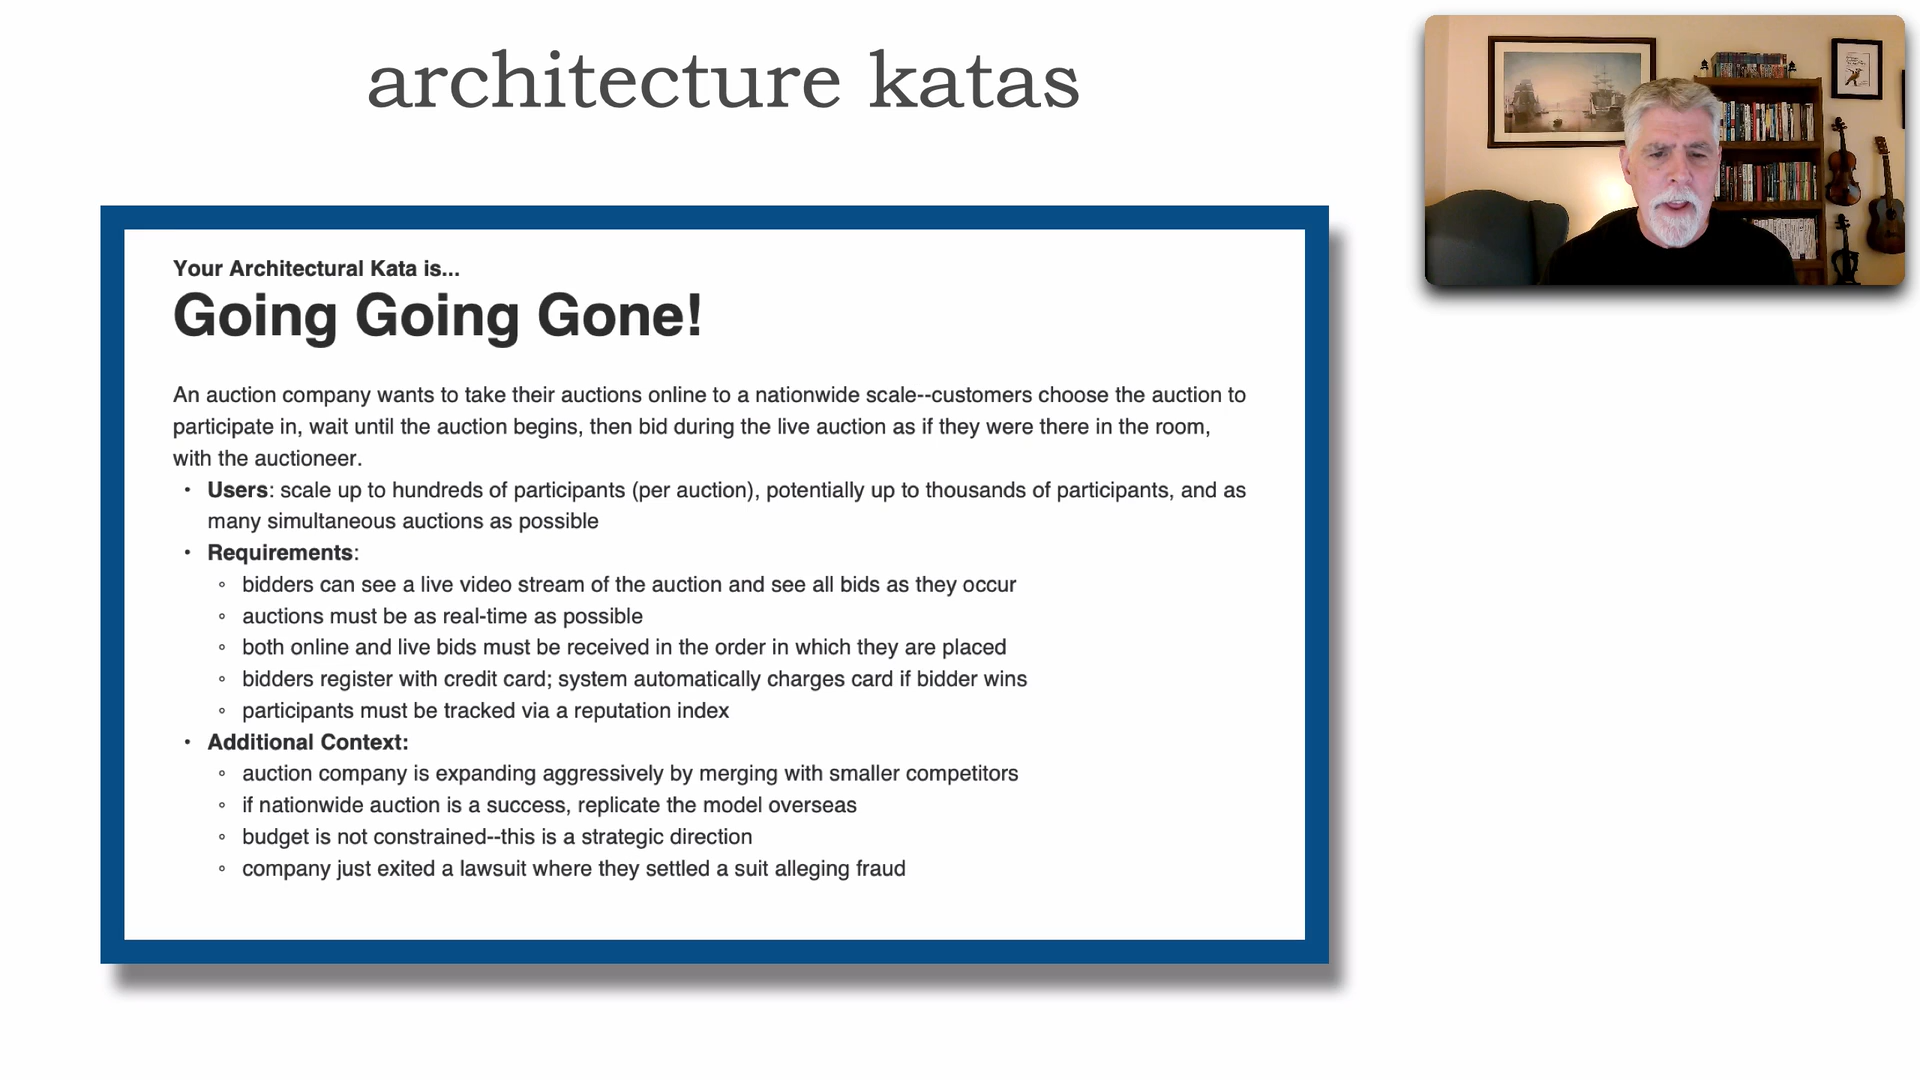 architecture katas
Your Architectural Kata is...
Going Going Gone!
An auction company wants to take their auctions online to a nationwide scale--customers choose the auction to
participate in, wait until the auction begins, then bid during the live auction as if they were there in the room,
with the auctioneer.
• Users: scale up to hundreds of participants (per auction), potentially up to thousands of participants, and as
many simultaneous auctions as possible
• Requirements:
◦ bidders can see a live video stream of the auction and see all bids as they occur
◦ auctions must be as real-time as possible
◦ both online and live bids must be received in the order in which they are placed
◦ bidders register with credit card; system automatically charges card if bidder wins
◦ participants must be tracked via a reputation index
• Additional Context:
◦ auction company is expanding aggressively by merging with smaller competitors
◦ if nationwide auction is a success, replicate the model overseas
◦ budget is not constrained--this is a strategic direction
◦ company just exited a lawsuit where they settled a suit alleging fraud